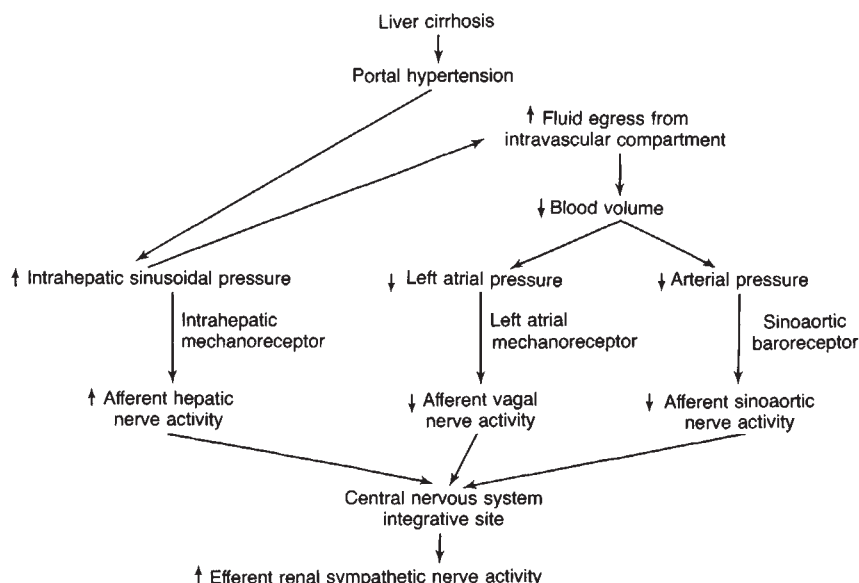 Liver cirrhosis
Portal hypertension
↑ Fluid egress from
intravascular compartment
↓ Blood volume
↑ Intrahepatic sinusoidal pressure
↓ Left atrial pressure
↓ Arterial pressure
Intrahepatic
mechanoreceptor
Left atrial
mechanoreceptor
Sinoaortic
baroreceptor
↑ Afferent hepatic
nerve activity
↓ Afferent vagal
nerve activity
↓ Afferent sinoaortic
nerve activity
Central nervous system
integrative site
↑ Efferent renal sympathetic nerve activity